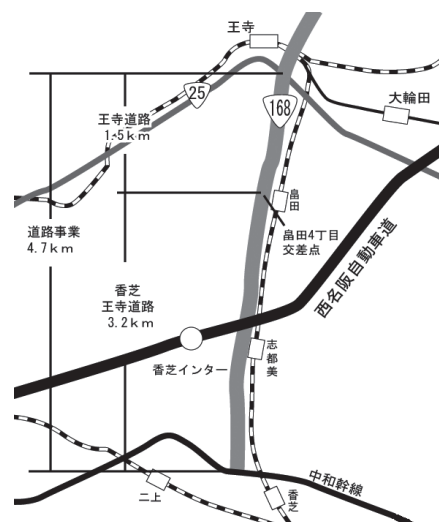 王寺
25
168
大輪田
王寺道路
1.5km
畠田
道路事業
4.7km
畠田4丁目
交差点
西名阪自動車道
香芝
王寺道路
3.2km
香芝インター
志都美
中和幹線
二上
香芝